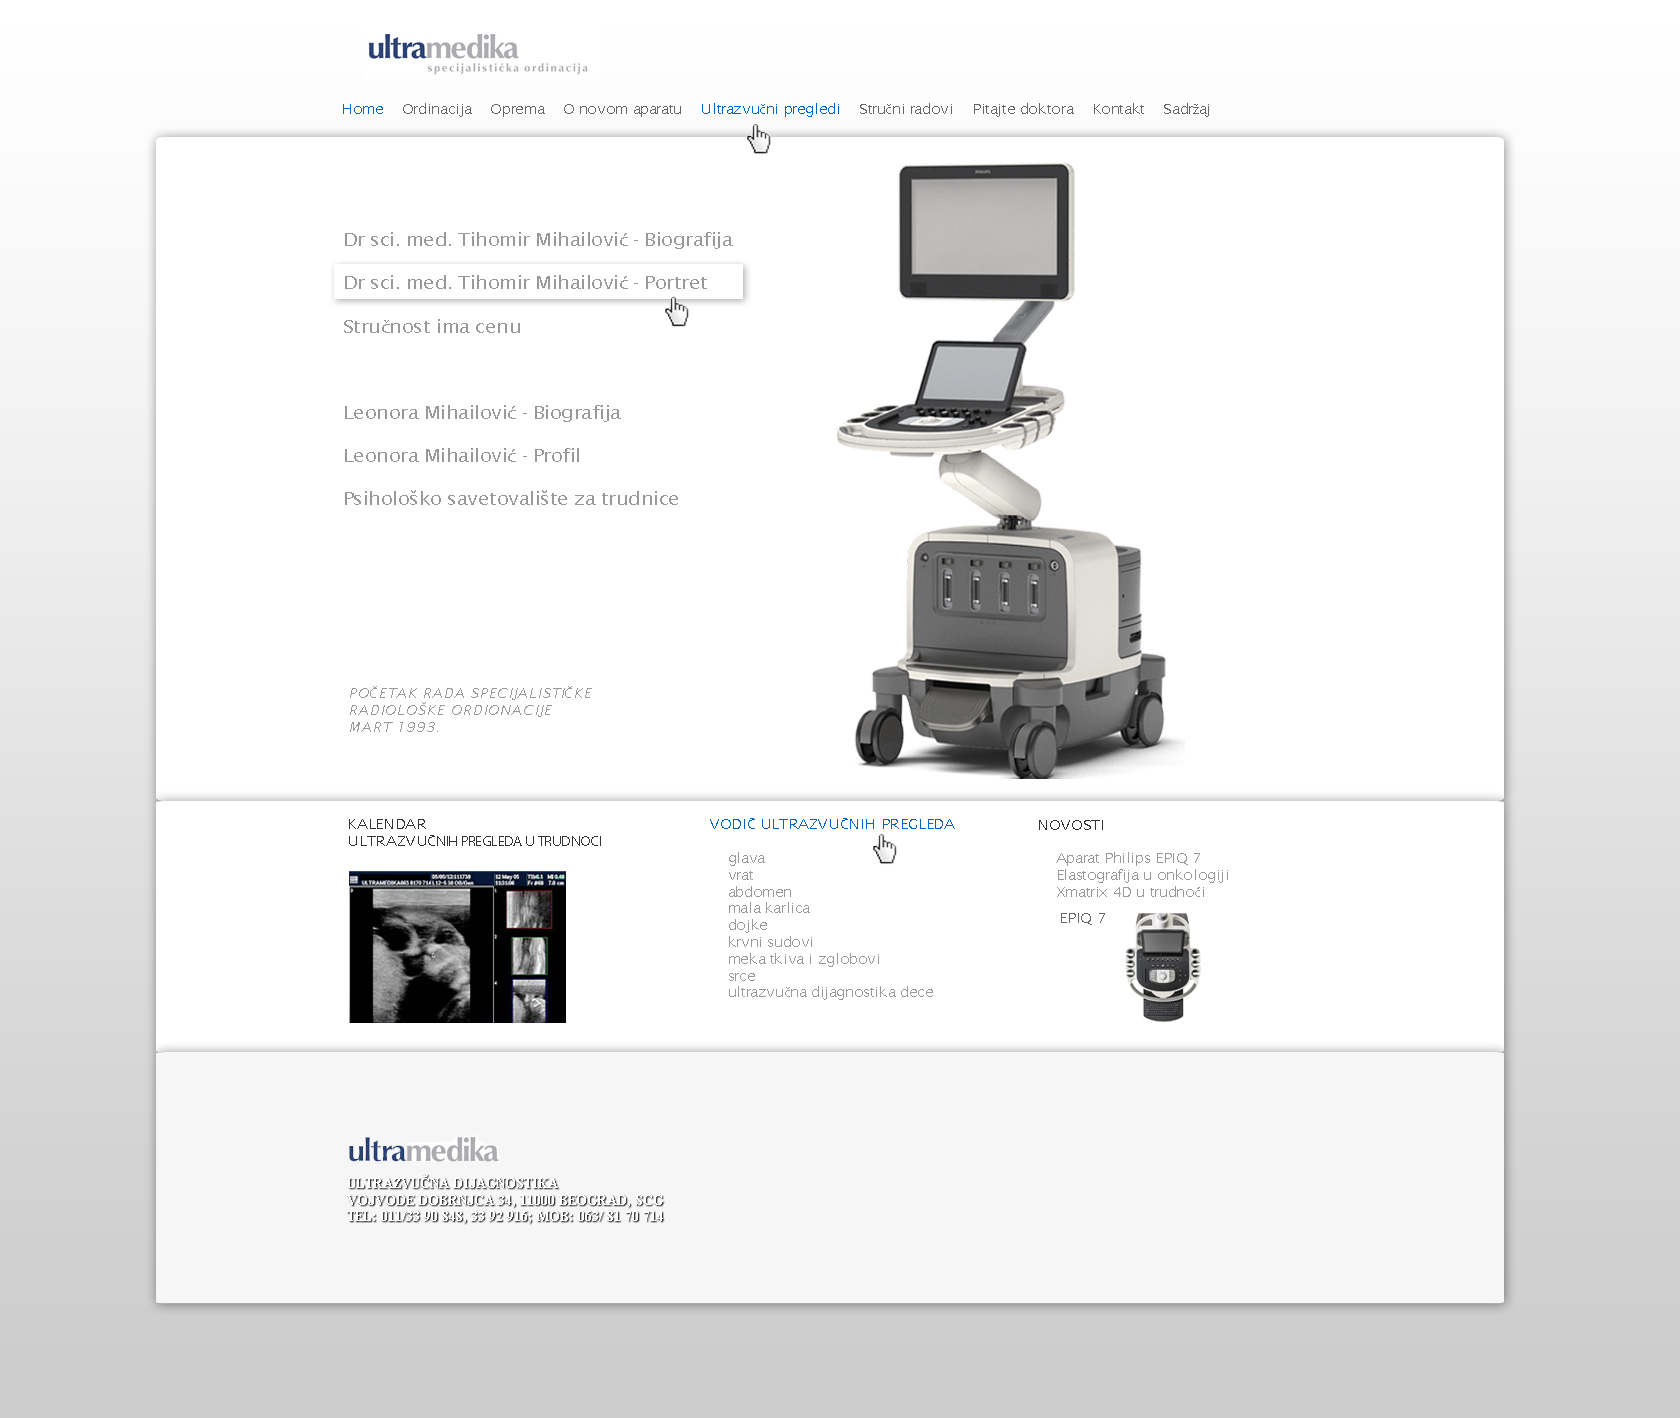 ultramedika
specijalistička ordinacija
Home Ordinacija Oprema O novom aparatu Ultrazvučni pregledi Stručni radovi Pitajte doktora Kontakt Sadržaj
PHILIPS
Dr sci. med. Tihomir Mihailović - Biografija
Dr sci. med. Tihomir Mihailović - Portret
Stručnost ima cenu
Leonora Mihailović - Biografija
Leonora Mihailović - Profil
Psihološko savetovalište za trudnice
POČETAK RADA SPECIJALISTIČKE
RADIOLOŠKE ORDIONACIJE
MART 1993.
KALENDAR
ULTRAZVUČNIH PREGLEDA U TRUDNOCI
VODIČ ULTRAZVUČNIH PREGLEDA
glava
vrat
abdomen
mala karlica
dojke
krvni sudovi
meka tkiva i zglobovi
srce
ultrazvučna dijagnostika dece
NOVOSTI
Aparat Philips EPIQ 7
Elastografija u onkologiji
Xmatrix 4D u trudnoći
EPIQ 7
ultramedika
ULTRAZVUČNA DIJAGNOSTIKA
VOJVODE DOBRNJCA 34, 11000 BEOGRAD, SCG
TEL: 011/33 90 848, 33 92 916; MOB: 063/ 81 70 714